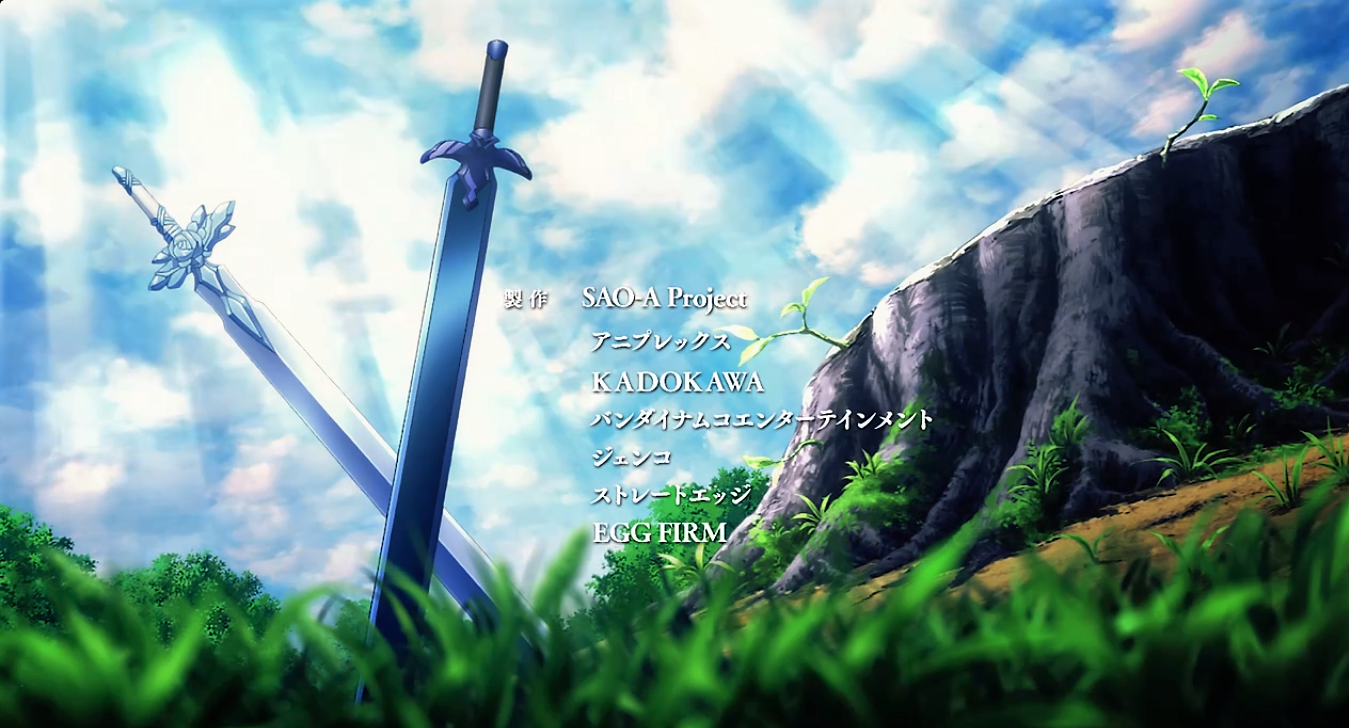 製作 SAO-A Project
アニプレックス
KADOKAWA
バンダイナムコエンターテインメント
ジェンコ
ストレートエッジ
EGG FIRM